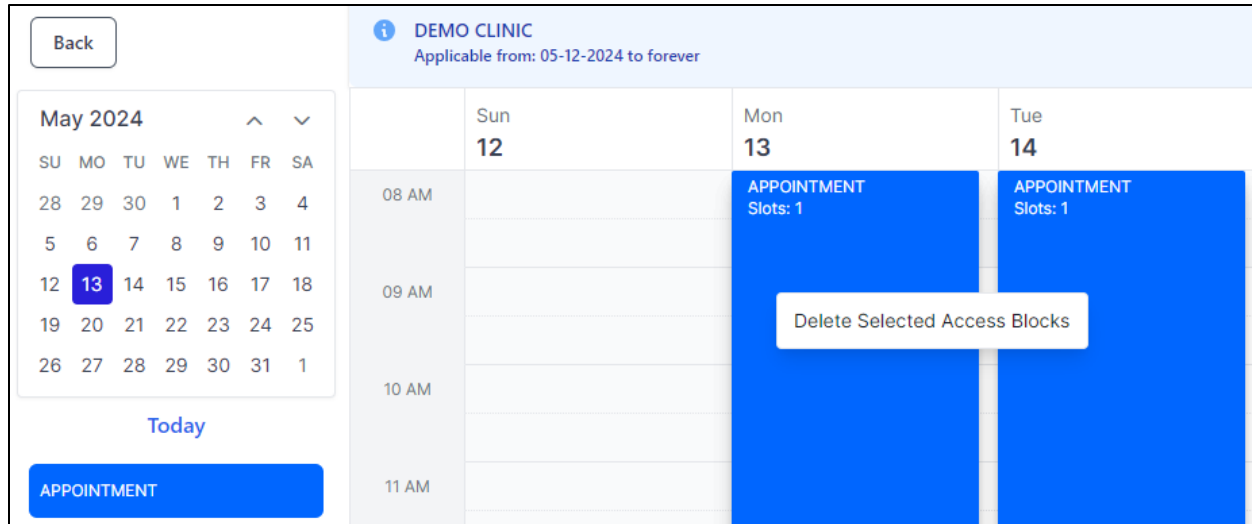 Back
DEMO CLINIC
Applicable from: 05-12-2024 to forever
May 2024
SU MO TU WE TH FR SA
28 29 30 1 2 3 4
5 6 7 8 9 10 11
12 13 14 15 16 17 18
19 20 21 22 23 24 25
26 27 28 29 30 31 1
Today
APPOINTMENT
Sun
12
Mon
13
Tue
14
08 AM
09 AM
10 AM
11 AM
APPOINTMENT
Slots: 1
APPOINTMENT
Slots: 1
Delete Selected Access Blocks